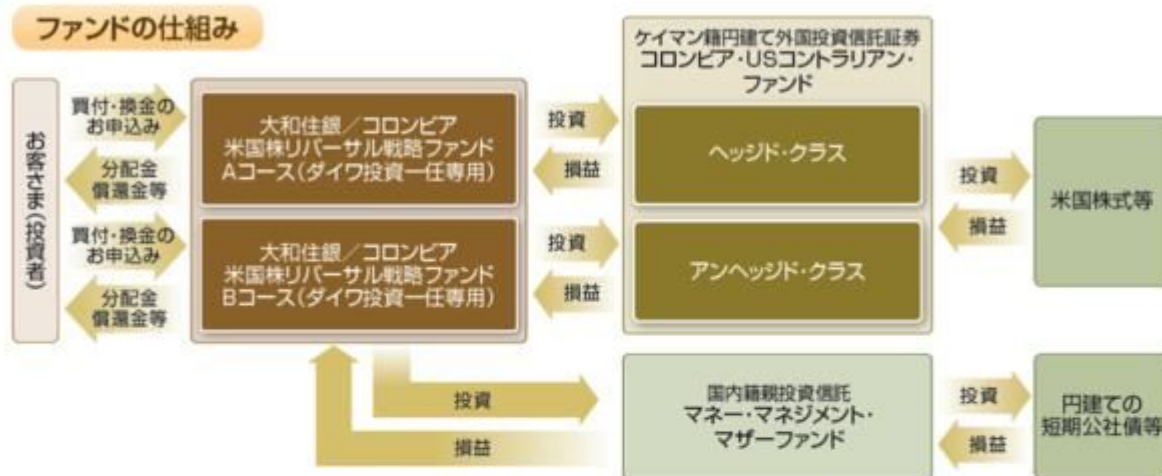 ファンドの仕組み
お客さま(投資者)
買付・換金の
お申込み
分配金
償還金等
買付・換金の
お申込み
分配金
償還金等
大和住銀／コロンビア
米国株リバーサル戦略ファンド
Aコース(ダイワ投資一任専用)
大和住銀／コロンビア
米国株リバーサル戦略ファンド
Bコース(ダイワ投資一任専用)
投資
損益
投資
損益
ケイマン籍円建て外国投資信託証券
コロンビア・USコントラリアン・
ファンド
ヘッジド・クラス
アンヘッジド・クラス
投資
損益
米国株式等
投資
損益
国内籍親投資信託
マネー・マネジメント・
マザーファンド
投資
損益
円建ての
短期公社債等